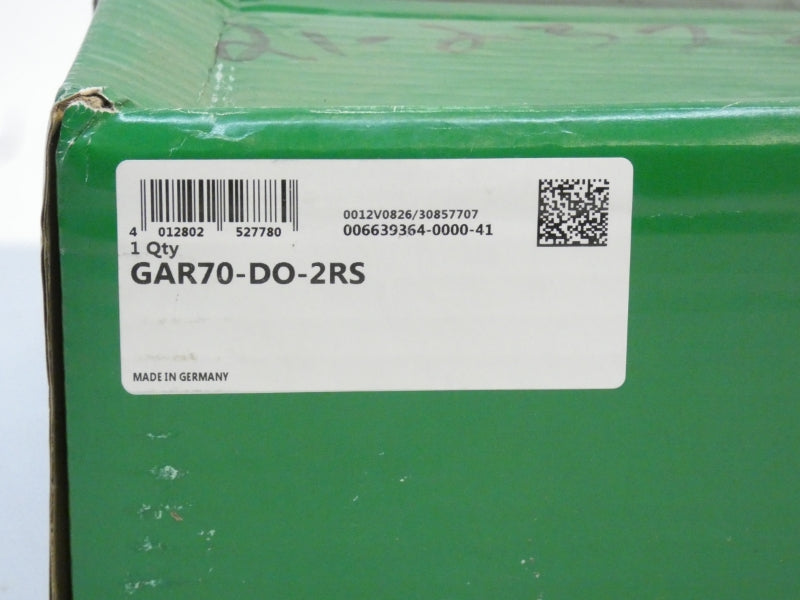 4 012802 527780
0012V0826/30857707
006639364-0000-41
1 Qty
GAR70-DO-2RS
MADE IN GERMANY